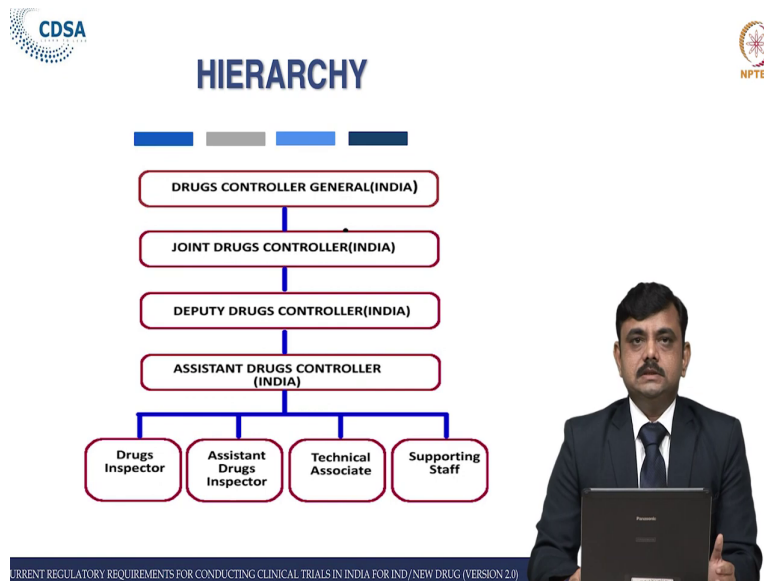 CDSA
HIERARCHY
NPTE
DRUGS CONTROLLER GENERAL(INDIA)
JOINT DRUGS CONTROLLER(INDIA)
DEPUTY DRUGS CONTROLLER(INDIA)
ASSISTANT DRUGS CONTROLLER
(INDIA)
Drugs
Inspector
Assistant
Drugs
Inspector
Technical
Associate
Supporting
Staff
Panasonic
URRENT REGULATORY REQUIREMENTS FOR CONDUCTING CLINICAL TRIALS IN INDIA FOR IND/NEW DRUG (VERSION 2.0)